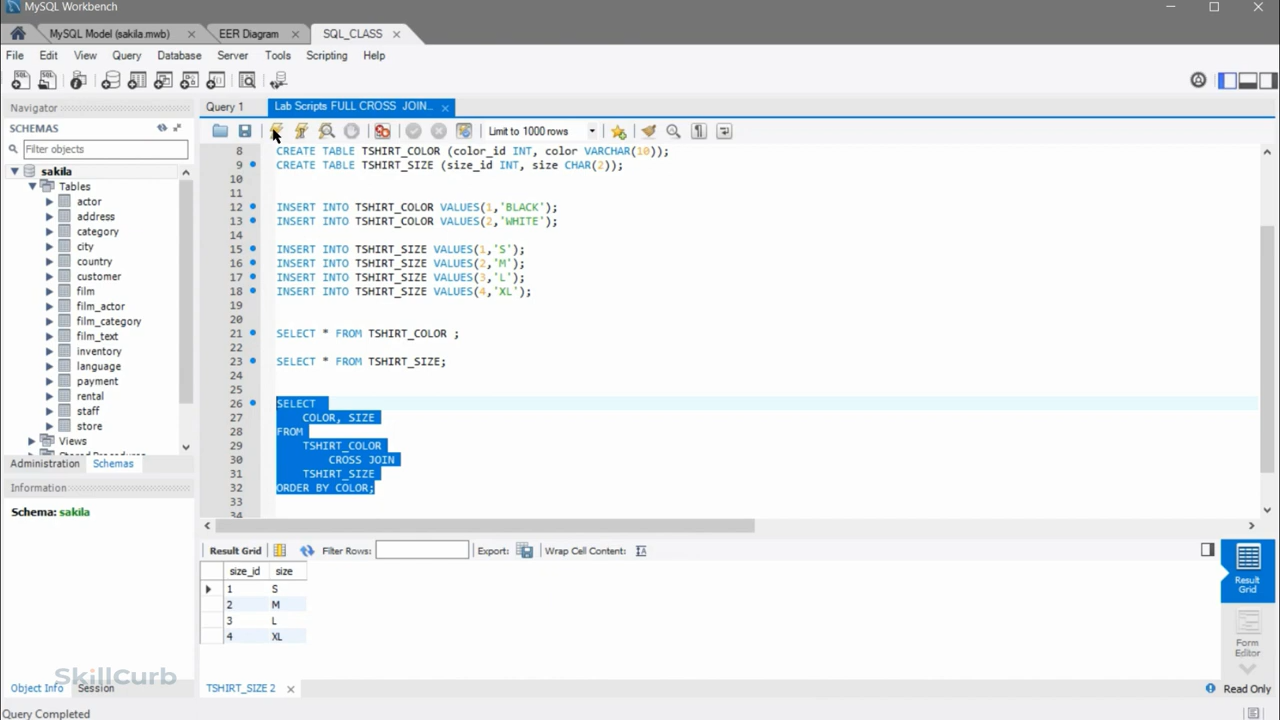 MySQL Workbench
MySQL Model (sakila.mwb) × EER Diagram × SQL_CLASS ×
File Edit View Query Database Server Tools Scripting Help
Navigator
SCHEMAS
Filter objects
sakila
Tables
actor
address
category
city
country
customer
film
film_actor
film_category
film_text
inventory
language
payment
rental
staff
store
Views
Administration Schemas
Information
Schema: sakila
Object Info Session
Query 1 Lab Scripts FULL CROSS JOIN... ×
Limit to 1000 rows
8 CREATE TABLE TSHIRT_COLOR (color_id INT, color VARCHAR(10));
9 CREATE TABLE TSHIRT_SIZE (size_id INT, size CHAR(2));
10
11
12 INSERT INTO TSHIRT_COLOR VALUES(1,'BLACK');
13 INSERT INTO TSHIRT_COLOR VALUES(2,'WHITE');
14
15 INSERT INTO TSHIRT_SIZE VALUES(1,'S');
16 INSERT INTO TSHIRT_SIZE VALUES(2,'M');
17 INSERT INTO TSHIRT_SIZE VALUES(3,'L');
18 INSERT INTO TSHIRT_SIZE VALUES(4,'XL');
19
20
21 SELECT * FROM TSHIRT_COLOR ;
22
23 SELECT * FROM TSHIRT_SIZE;
24
25
26 SELECT
27 COLOR, SIZE
28 FROM
29 TSHIRT_COLOR
30 CROSS JOIN
31 TSHIRT_SIZE
32 ORDER BY COLOR;
33
34
Result Grid Filter Rows: Export: Wrap Cell Content:
size_id size
1 S
2 M
3 L
4 XL
Result
Grid
Form
Editor
SkillCurb
TSHIRT_SIZE 2 ×
Read Only
Query Completed